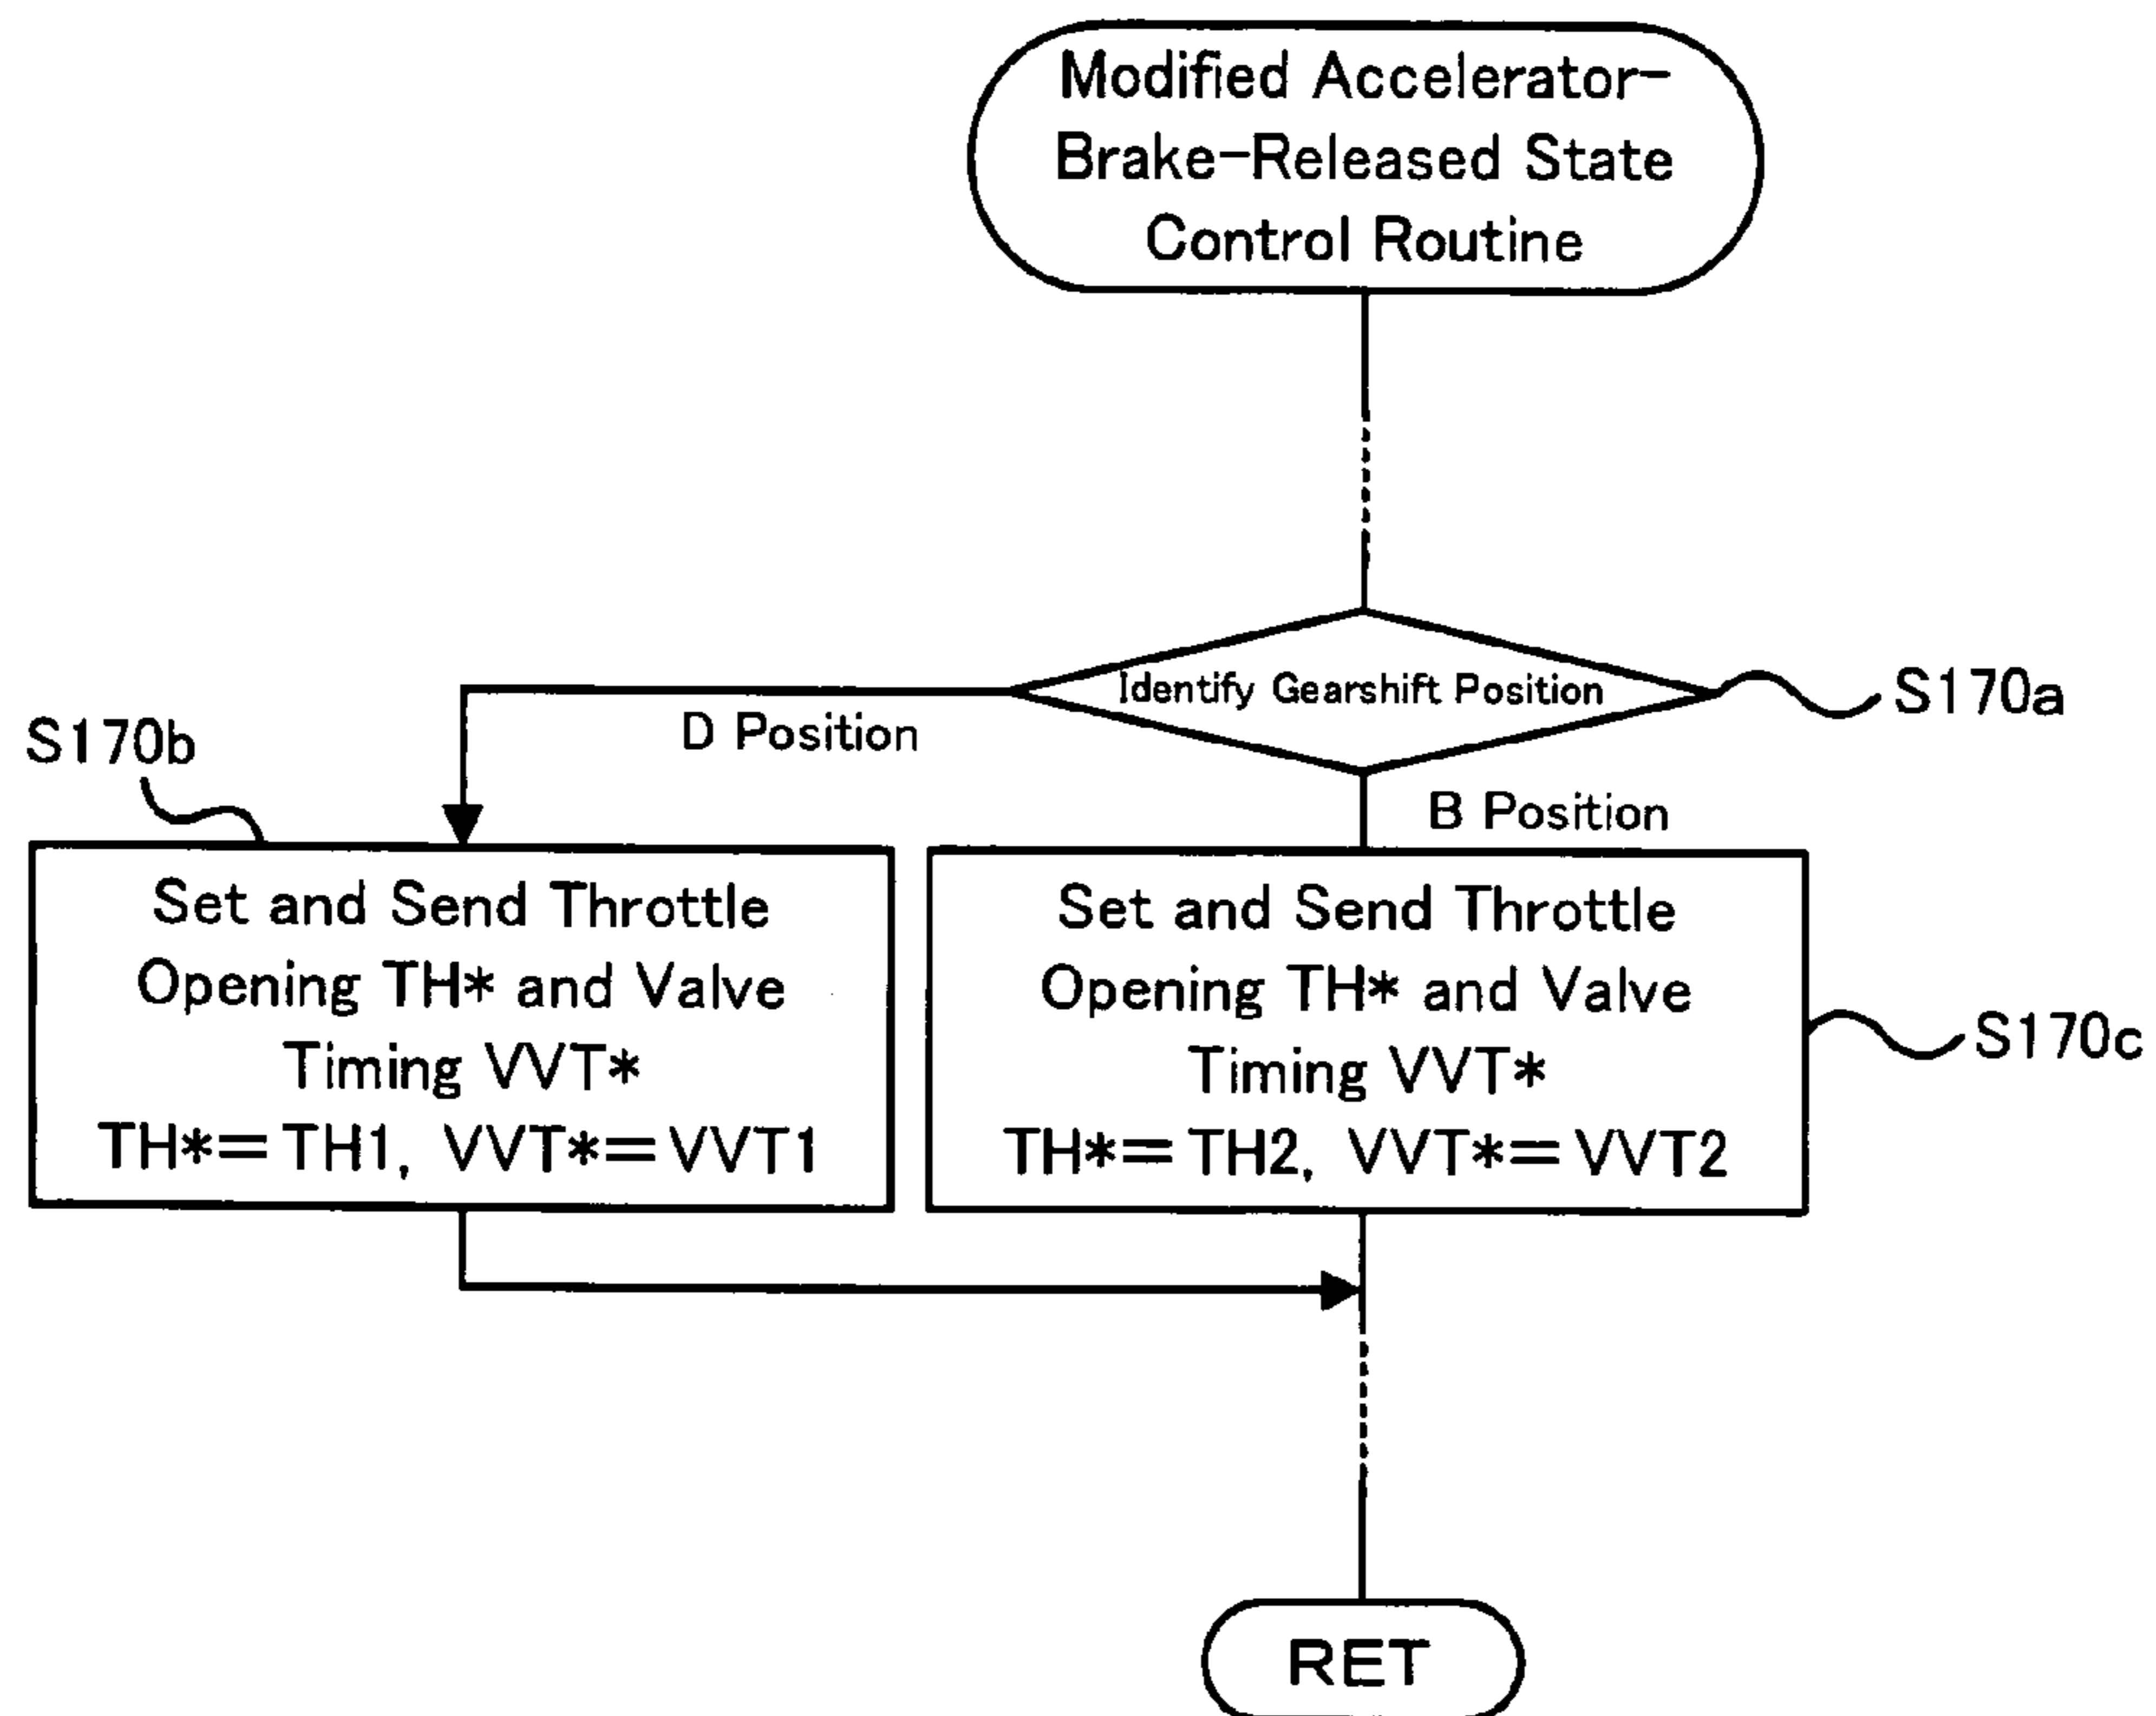 Modified Accelerator-
Brake-Released State
Control Routine
Identify Gearshift Position
S170a
D Position
S170b
B Position
Set and Send Throttle
Opening TH* and Valve
Timing VVT*
TH*=TH1, VVT*=VVT1
Set and Send Throttle
Opening TH* and Valve
Timing VVT*
TH*=TH2, VVT*=VVT2
S170c
RET